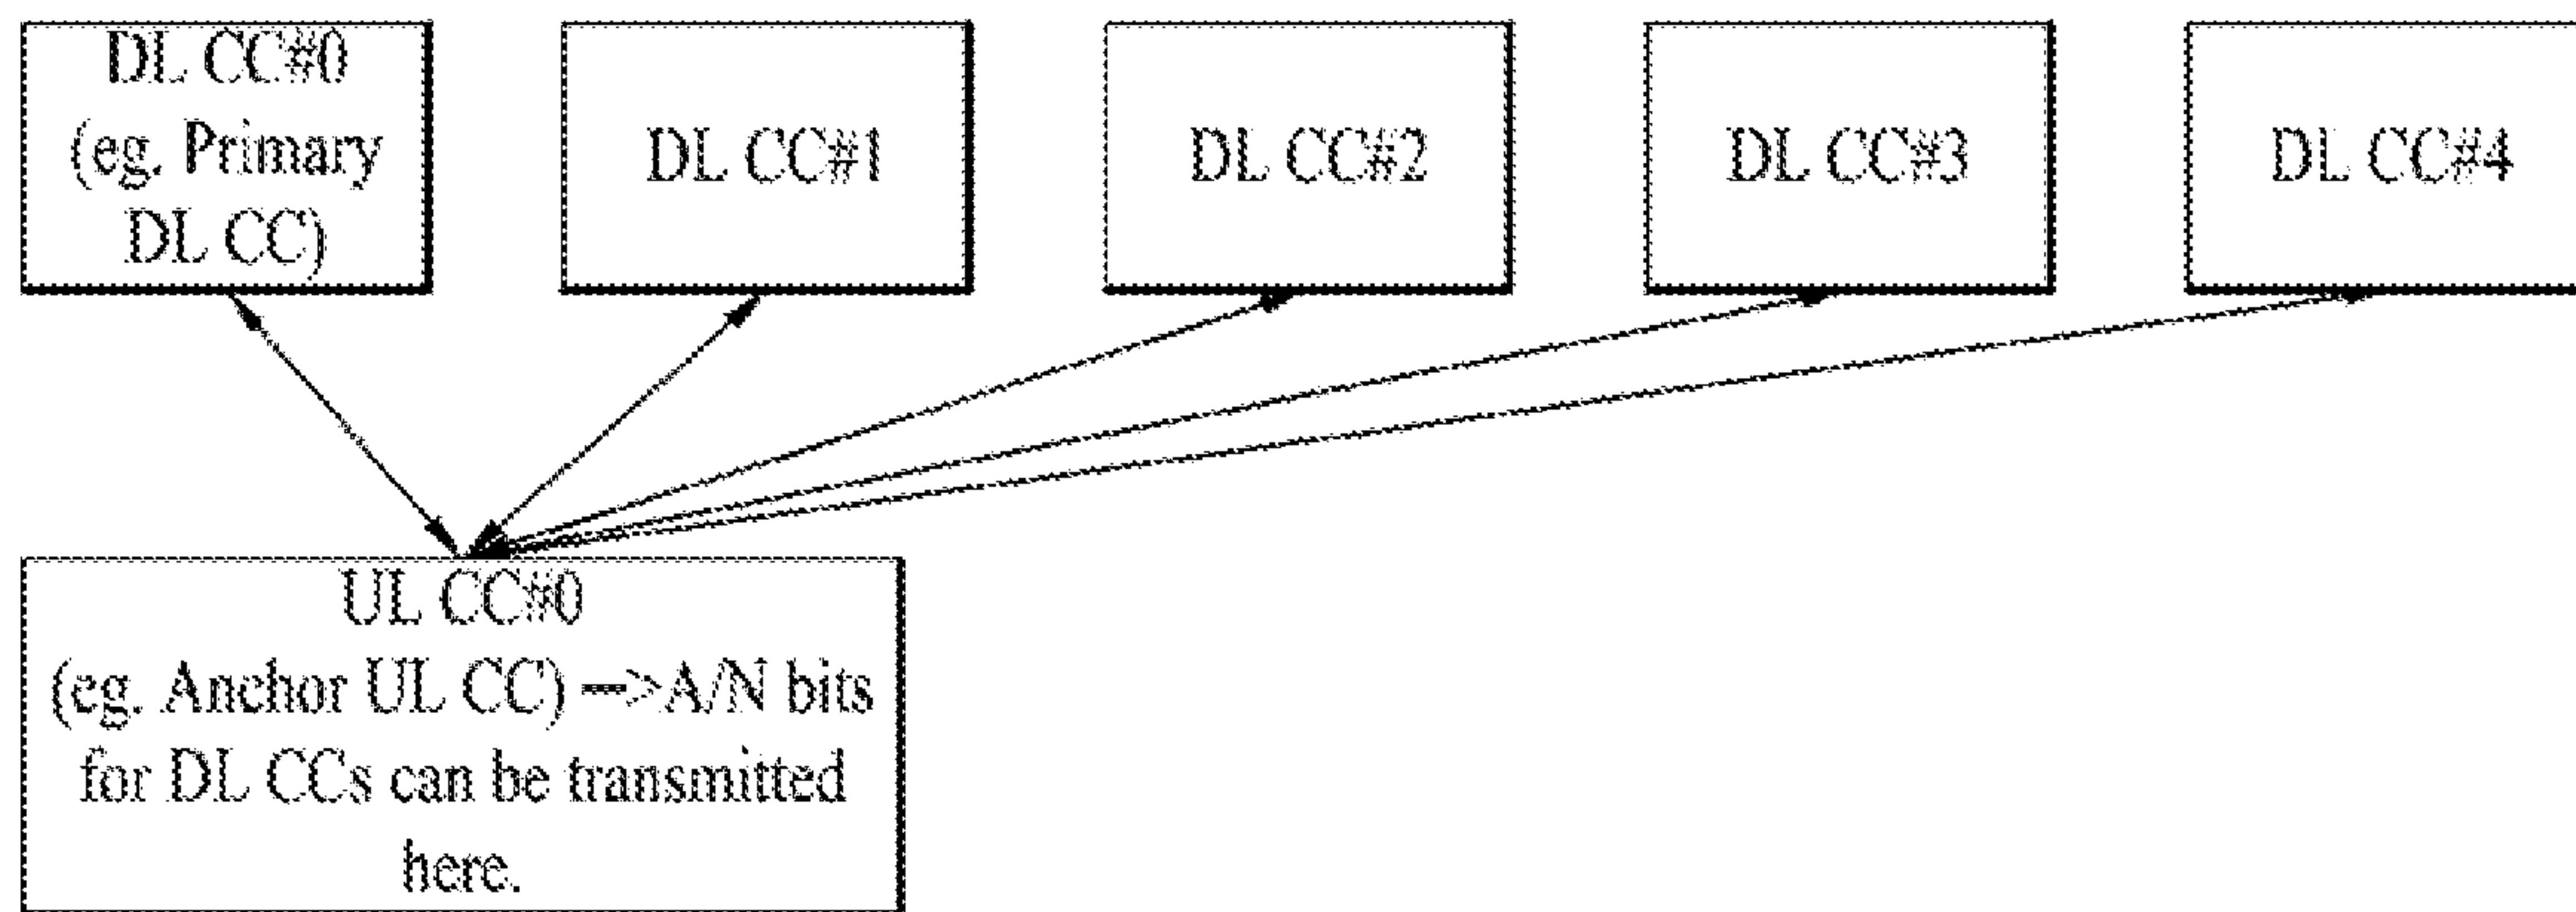 DL CC#0
(eg. Primary
DL CC)
DL CC#1
DL CC#2
DL CC#3
DL CC#4
UL CC#0
(eg. Anchor UL CC) -->A/N bits
for DL CCs can be transmitted
here.